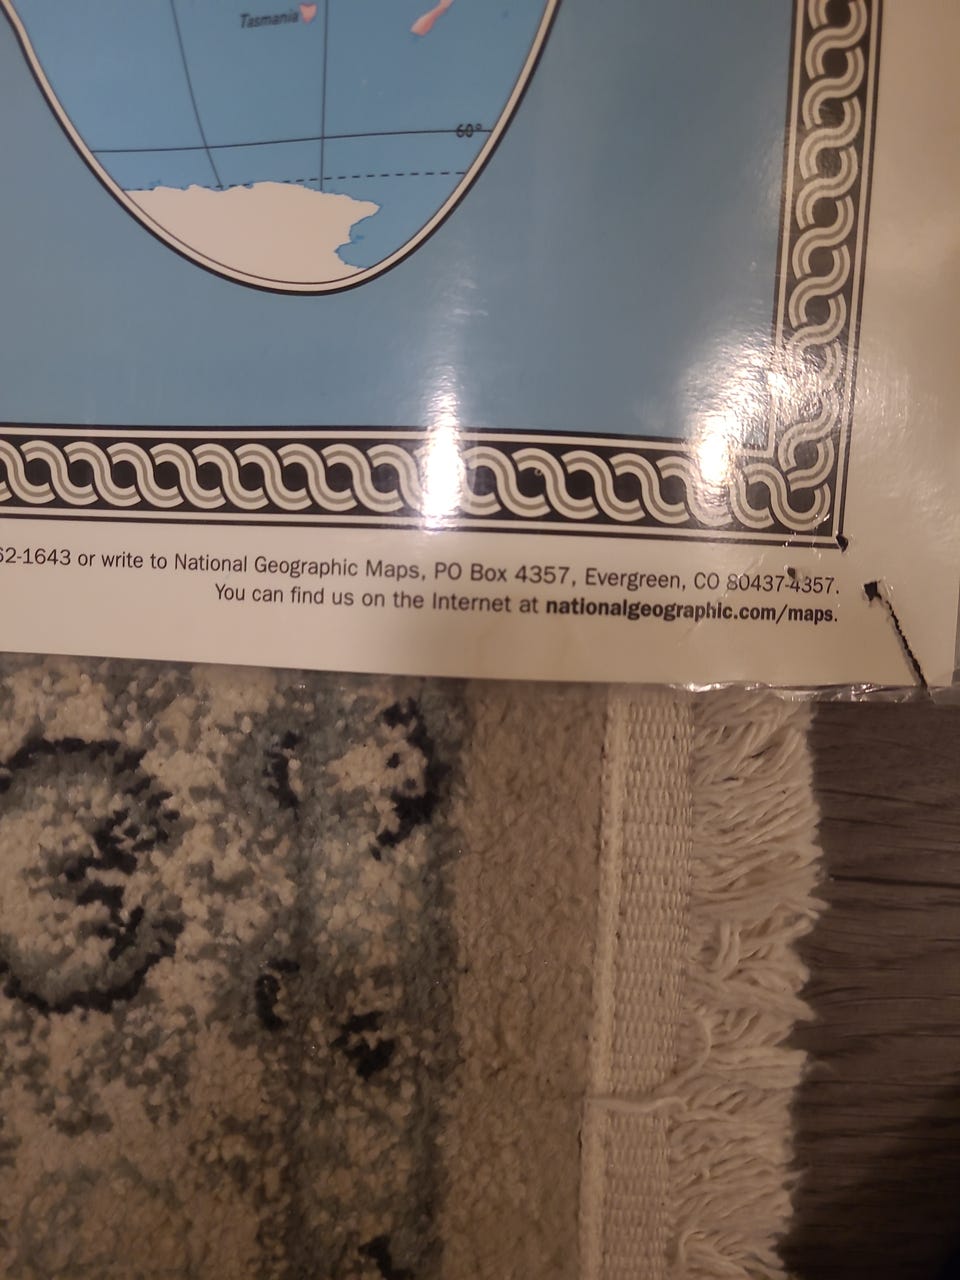 Tasmania
60°
62-1643 or write to National Geographic Maps, PO Box 4357, Evergreen, CO 80437-4357.
You can find us on the Internet at nationalgeographic.com/maps.